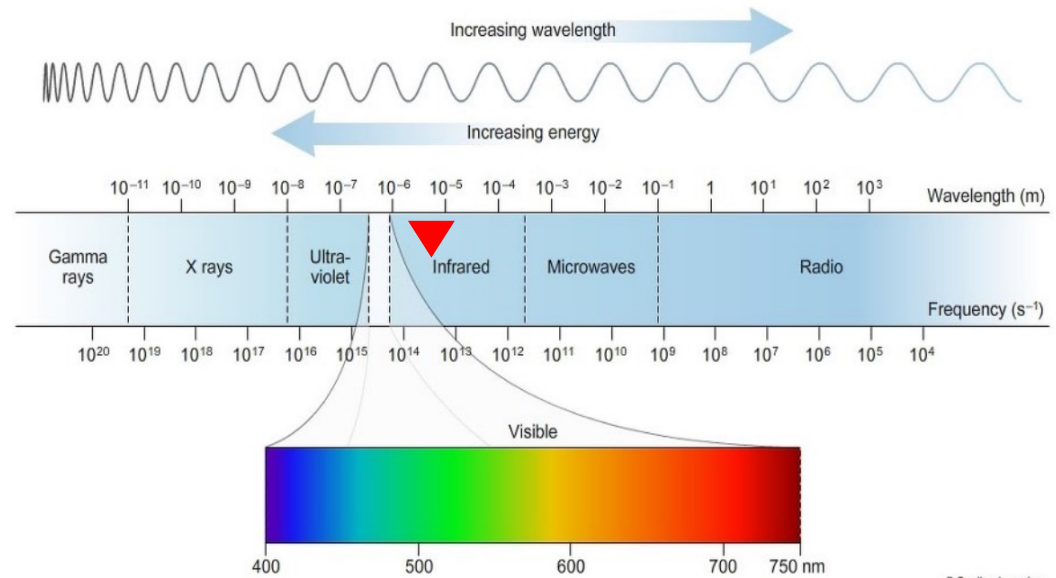 Increasing wavelength
Increasing energy
10⁻¹¹ 10⁻¹⁰ 10⁻⁹ 10⁻⁸ 10⁻⁷ 10⁻⁶ 10⁻⁵ 10⁻⁴ 10⁻³ 10⁻² 10⁻¹ 1 10¹ 10² 10³ Wavelength (m)
Gamma rays
X rays
Ultra-
violet
Infrared
Microwaves
Radio
Frequency (s⁻¹)
10²⁰ 10¹⁹ 10¹⁸ 10¹⁷ 10¹⁶ 10¹⁵ 10¹⁴ 10¹³ 10¹² 10¹¹ 10¹⁰ 10⁹ 10⁸ 10⁷ 10⁶ 10⁵ 10⁴
Visible
400 500 600 700 750 nm